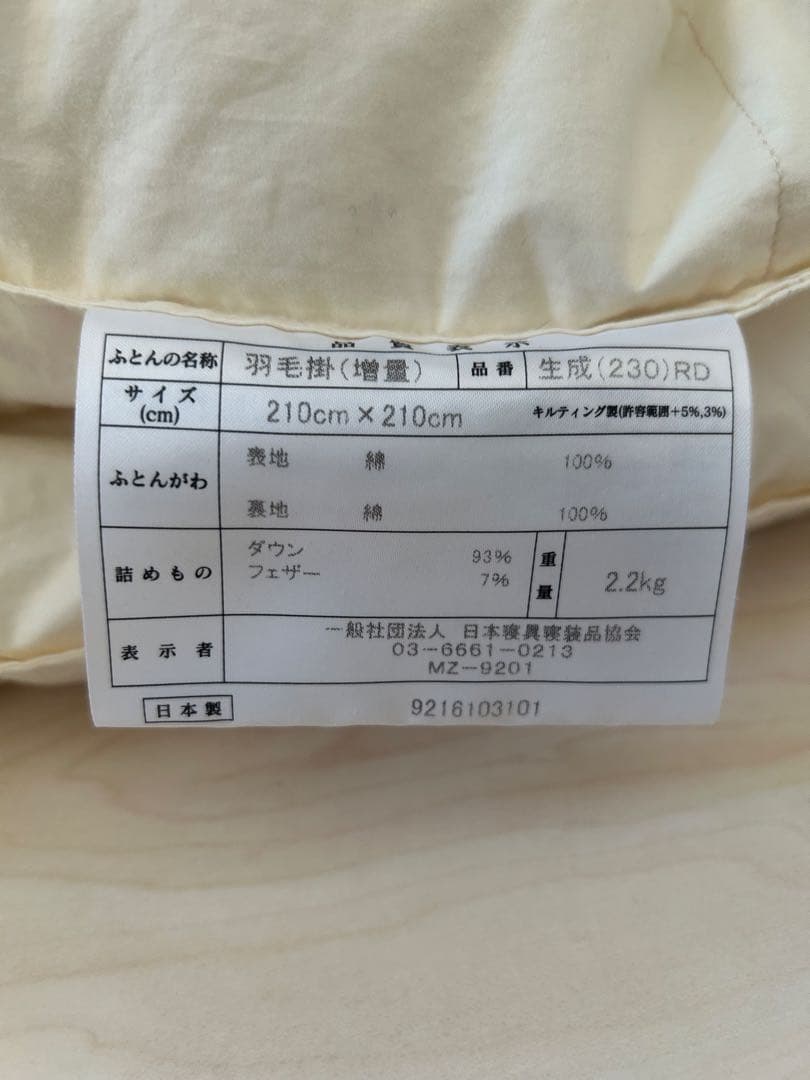 品質表示
ふとんの名称 羽毛掛(増量) 品番 生成(230)RD
サイズ(cm) 210cm×210cm キルティング製(許容範囲+5%,3%)
ふとんがわ 表地 綿 100%
裏地 綿 100%
詰めもの ダウン 93%
フェザー 7%
重量 2.2kg
表示者 一般社団法人 日本寝具寝装品協会
03-6661-0213
MZ-9201
日本製 9216103101